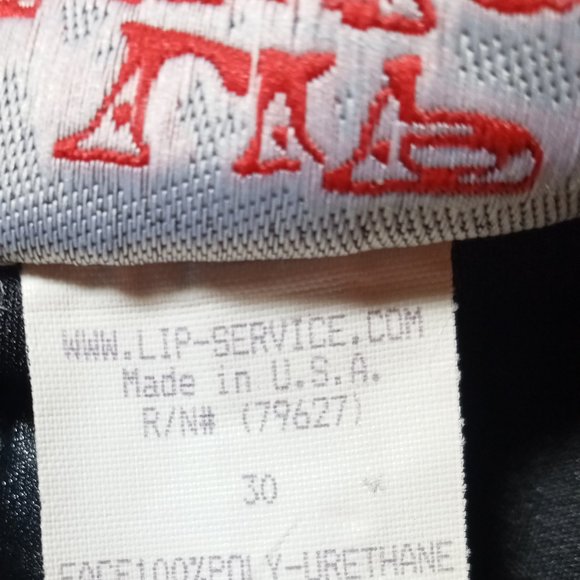 WWW.LIP-SERVICE.COM
Made in U.S.A.
R/N# (79627)
30
FACE100%POLY-URETHANE